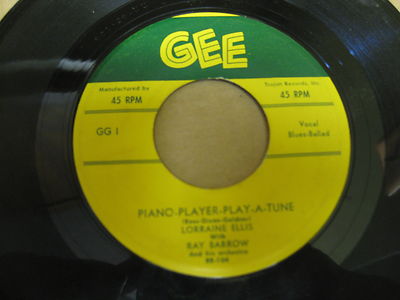 GEE
Manufactured by Trojan Records, Inc.
45 RPM 45 RPM
GG 1 Vocal
Blues-Ballad
PIANO-PLAYER-PLAY-A-TUNE
LORRAINE ELLIS
With
RAY BARROW
And his orchestra